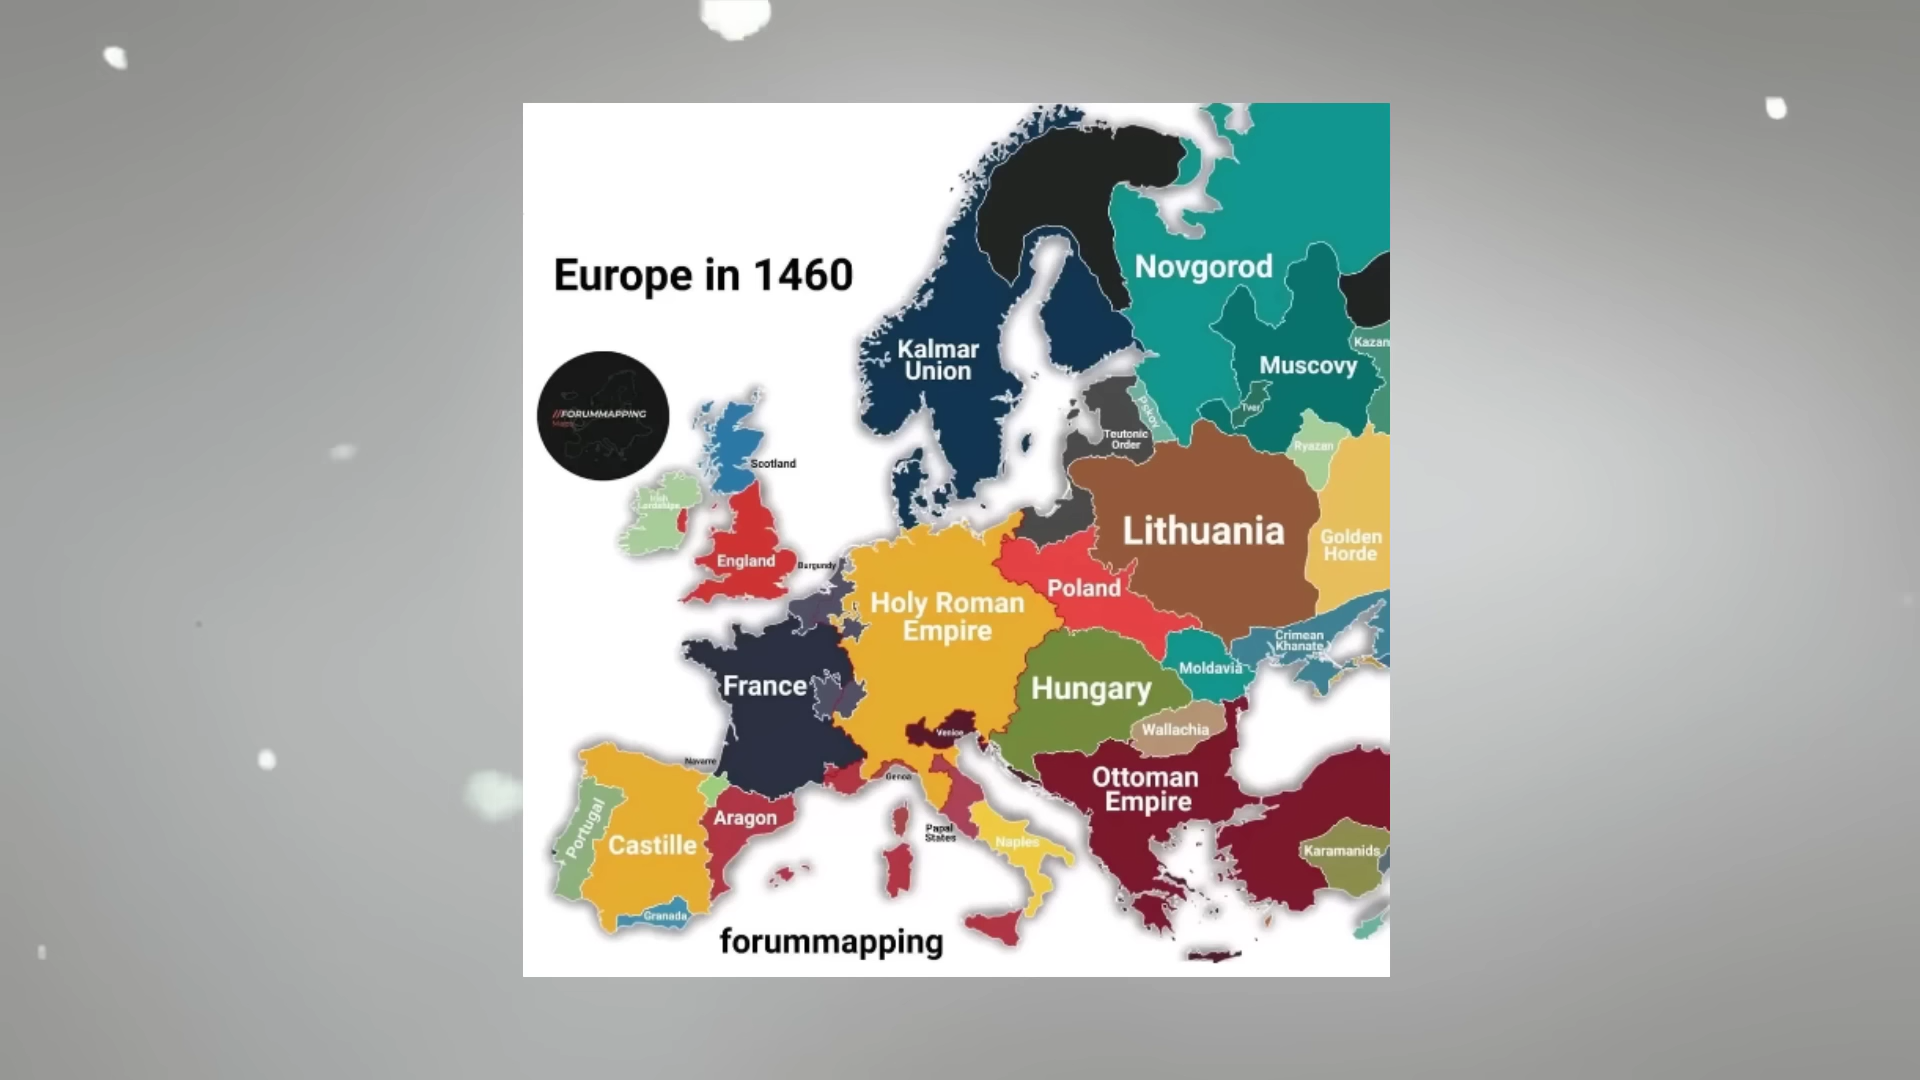 Europe in 1460
Novgorod
Kalmar
Union
Kazan
Muscovy
//FORUMMAPPING
Maps
Tver
Pskov
Teutonic
Order
Ryazan
Scotland
Irish
Lordships
Lithuania
Golden
Horde
England
Burgundy
Poland
Holy Roman
Empire
Crimean
Khanate
Moldavia
France
Hungary
Wallachia
Venice
Navarre
Genoa
Ottoman
Empire
Portugal
Castille
Aragon
Papal
States
Naples
Karamanids
Granada
forummapping